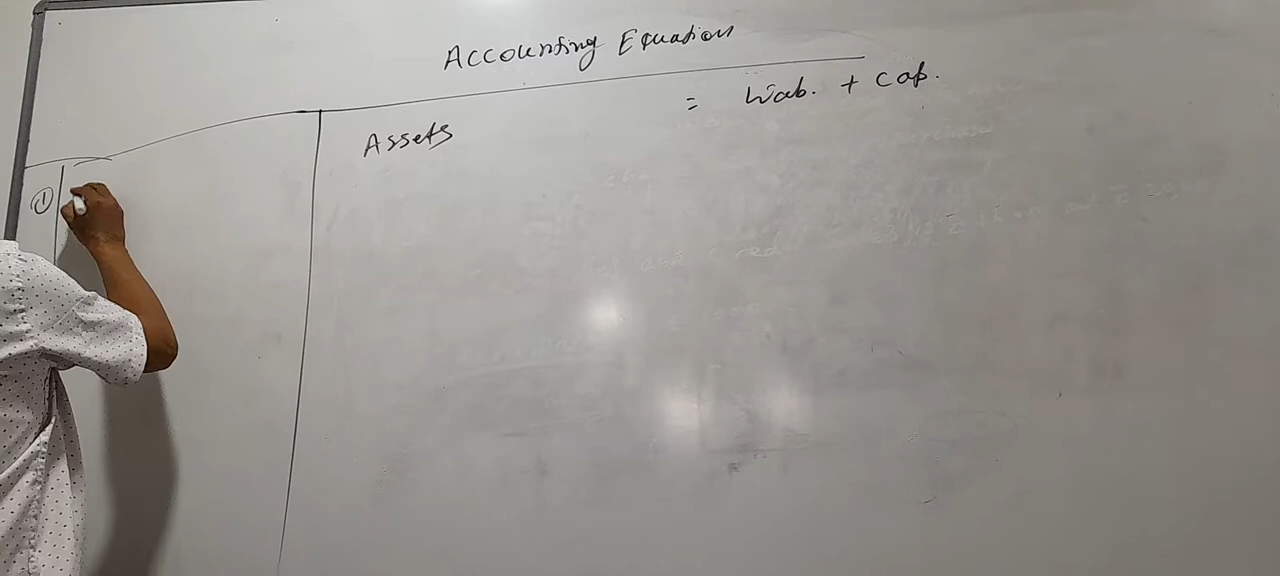 Accounting Equation
Assets = Liab. + Cap.
①